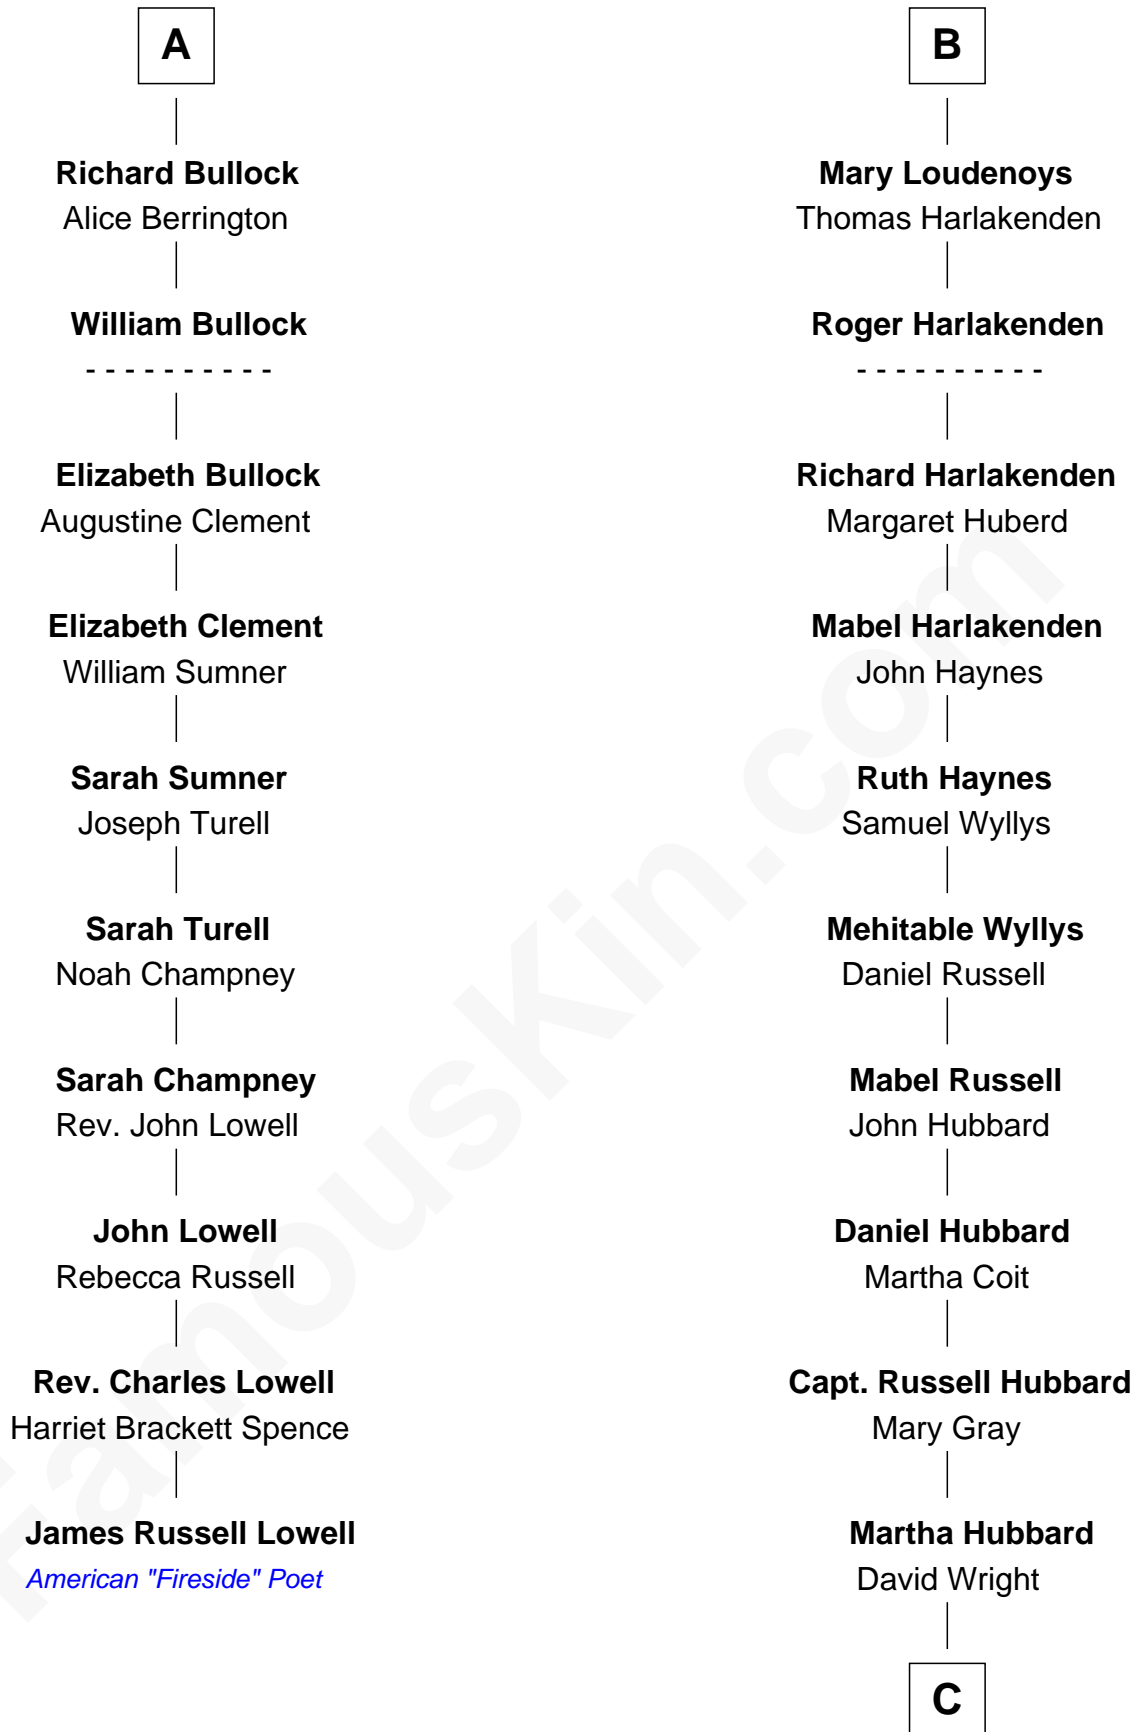 A
Richard Bullock
Alice Berrington
William Bullock
- - - - - - - - - -
Elizabeth Bullock
Augustine Clement
Elizabeth Clement
William Sumner
Sarah Sumner
Joseph Turell
Sarah Turell
Noah Champney
Sarah Champney
Rev. John Lowell
John Lowell
Rebecca Russell
Rev. Charles Lowell
Harriet Brackett Spence
James Russell Lowell
American "Fireside" Poet
B
Mary Loudenoys
Thomas Harlakenden
Roger Harlakenden
- - - - - - - - - -
Richard Harlakenden
Margaret Huberd
Mabel Harlakenden
John Haynes
Ruth Haynes
Samuel Wyllys
Mehitable Wyllys
Daniel Russell
Mabel Russell
John Hubbard
Daniel Hubbard
Martha Coit
Capt. Russell Hubbard
Mary Gray
Martha Hubbard
David Wright
C
FamousKin.com